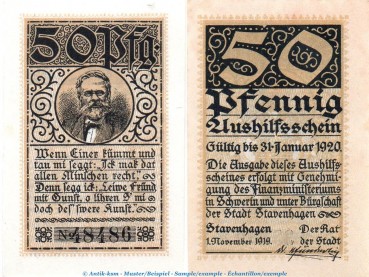 50 Pfg
Wenn Einer kümmt und
tau mi seggt: Ick mak dat
allen Minschen recht.
Denn segg ick: Leiwe Fründ
mit Gunst, o lihren S' mi
doch des' swere Kunst.
No 48486
50
Pfennig
Aushilfsschein
Gültig bis 31. Januar 1920.
Die Ausgabe dieses Aushilfs-
scheines erfolgt mit Genehmi-
gung des Finanzministeriums
in Schwerin und unter Bürgschaft
der Stadt Stavenhagen.
Stavenhagen
1. November 1919.
Der Rat
der Stadt
© Antik-kom - Muster/Beispiel - Sample/exemple - Échantillon/exemple